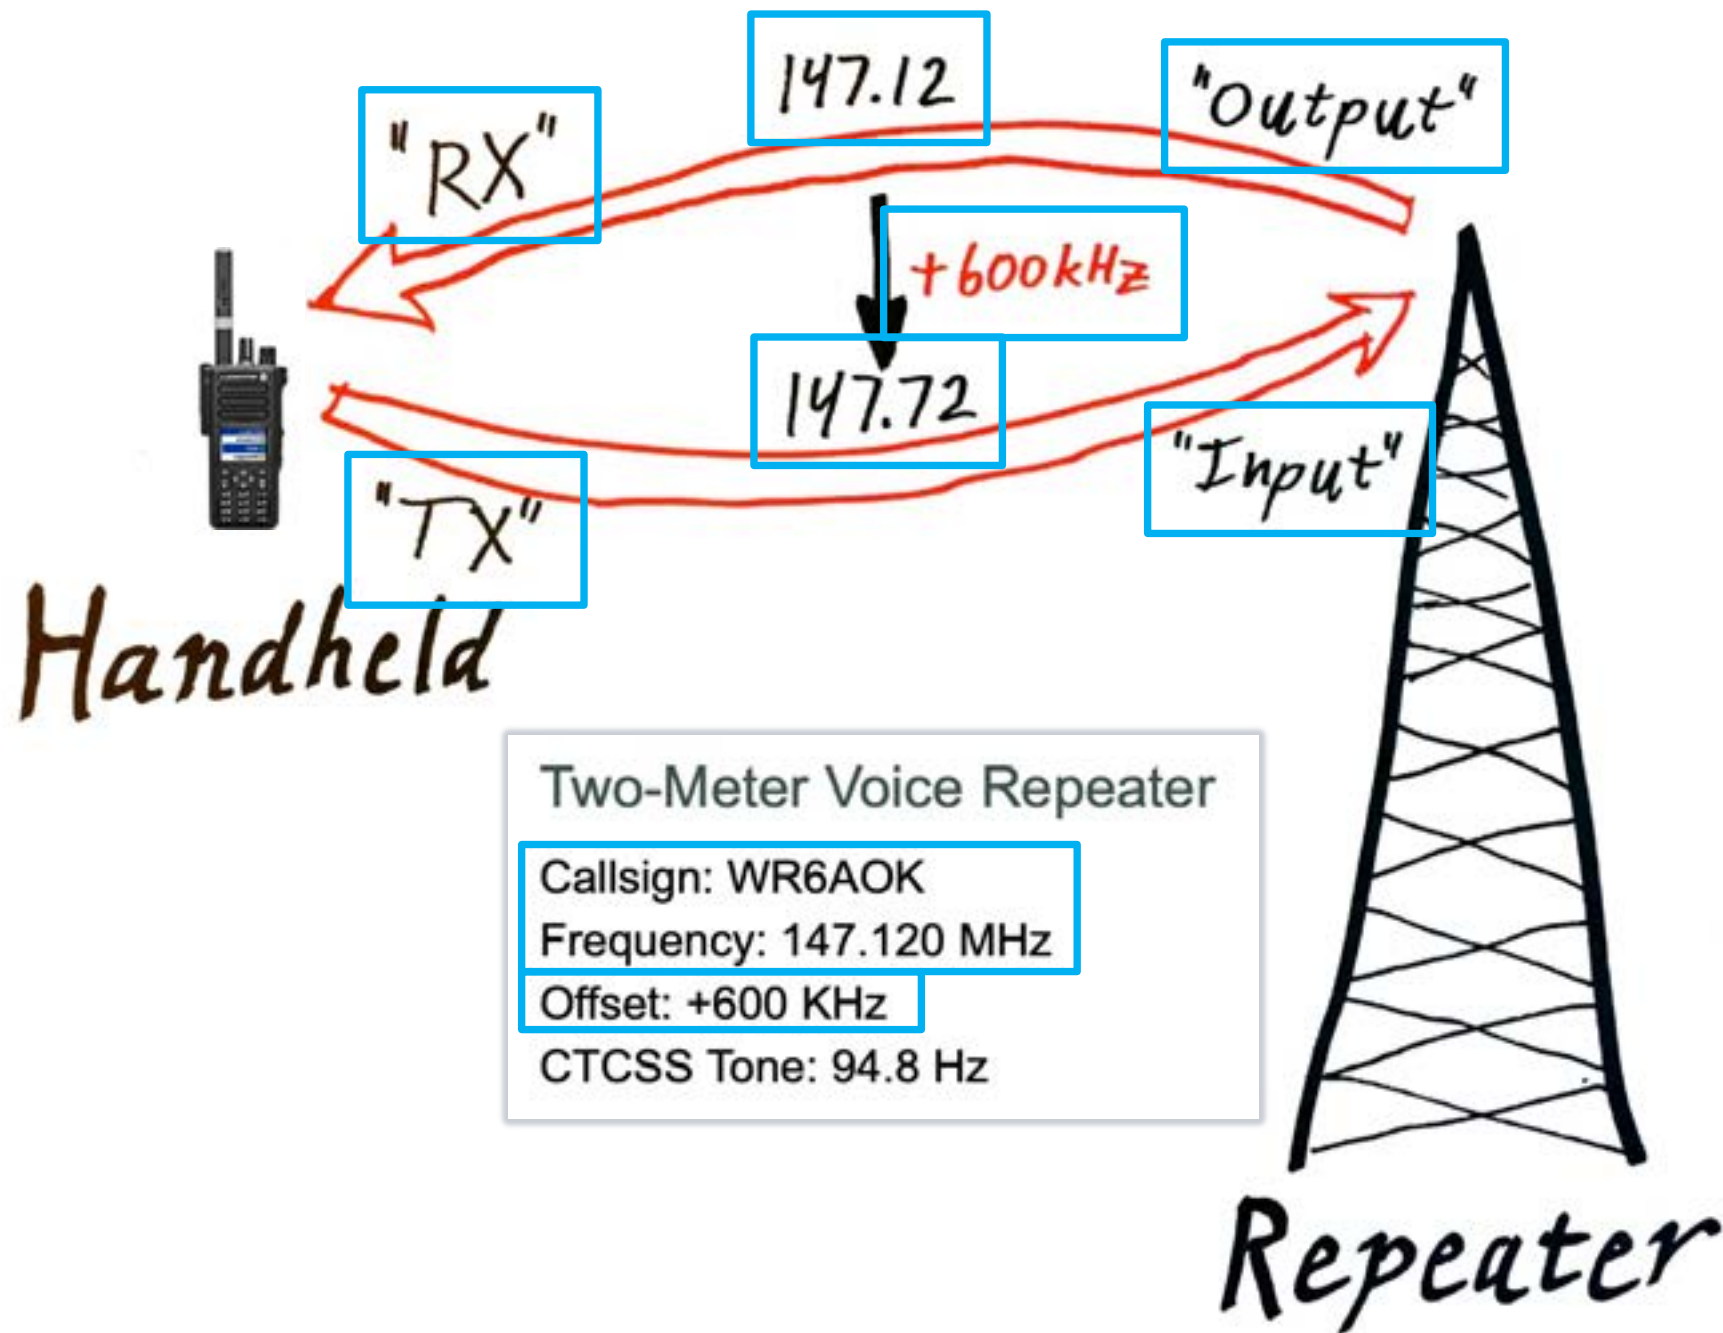 147.12
"Output"
"RX"
+600kHz
147.72
"Input"
"TX"
Handheld
Two-Meter Voice Repeater
Callsign: WR6AOK
Frequency: 147.120 MHz
Offset: +600 KHz
CTCSS Tone: 94.8 Hz
Repeater